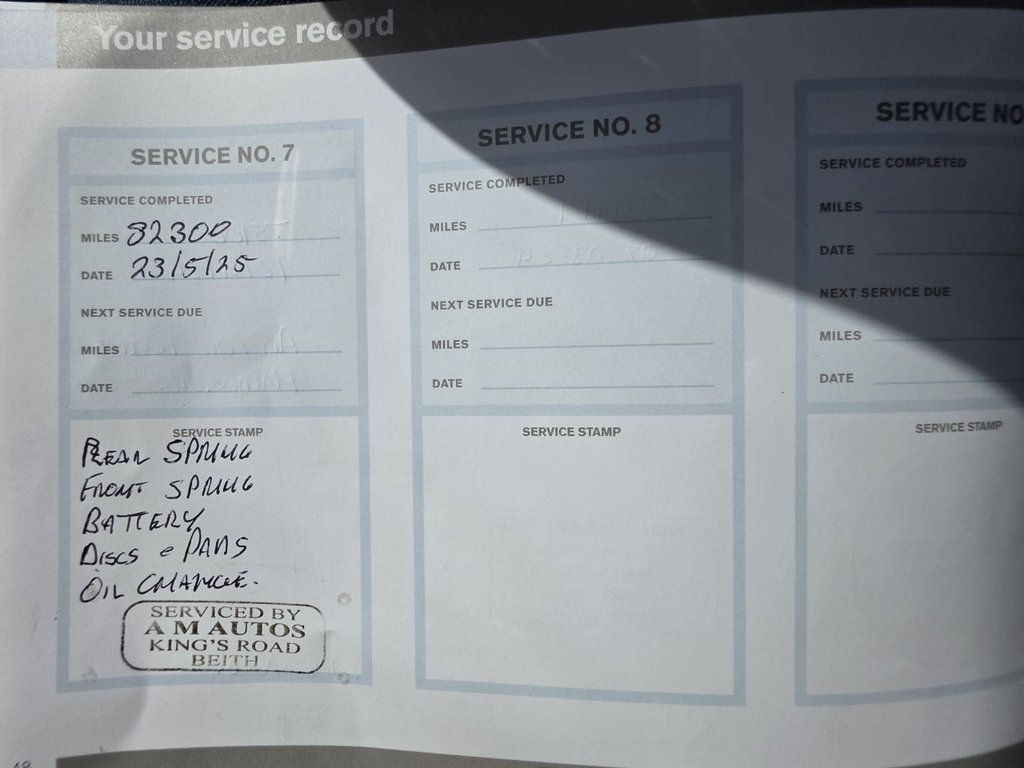 Your service record
SERVICE NO. 7
SERVICE COMPLETED
MILES 82300
DATE 23/5/25
NEXT SERVICE DUE
MILES
DATE
SERVICE STAMP
REAR SPRING
FRONT SPRING
BATTERY
DISCS e PADS
OIL CHANGE.
SERVICED BY
A M AUTOS
KING'S ROAD
BEITH
SERVICE NO. 8
SERVICE COMPLETED
MILES
DATE
NEXT SERVICE DUE
MILES
DATE
SERVICE STAMP
SERVICE NO
SERVICE COMPLETED
MILES
DATE
NEXT SERVICE DUE
MILES
DATE
SERVICE STAMP